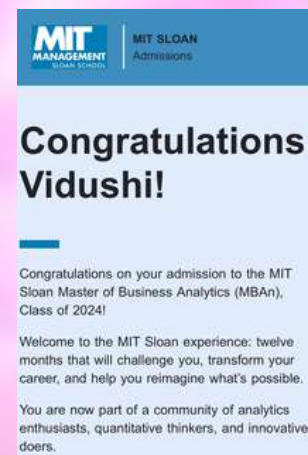 MIT
MANAGEMENT
SLOAN SCHOOL
MIT SLOAN
Admissions
Congratulations
Vidushi!
Congratulations on your admission to the MIT
Sloan Master of Business Analytics (MBAn),
Class of 2024!
Welcome to the MIT Sloan experience: twelve
months that will challenge you, transform your
career, and help you reimagine what's possible.
You are now part of a community of analytics
enthusiasts, quantitative thinkers, and innovative
doers.